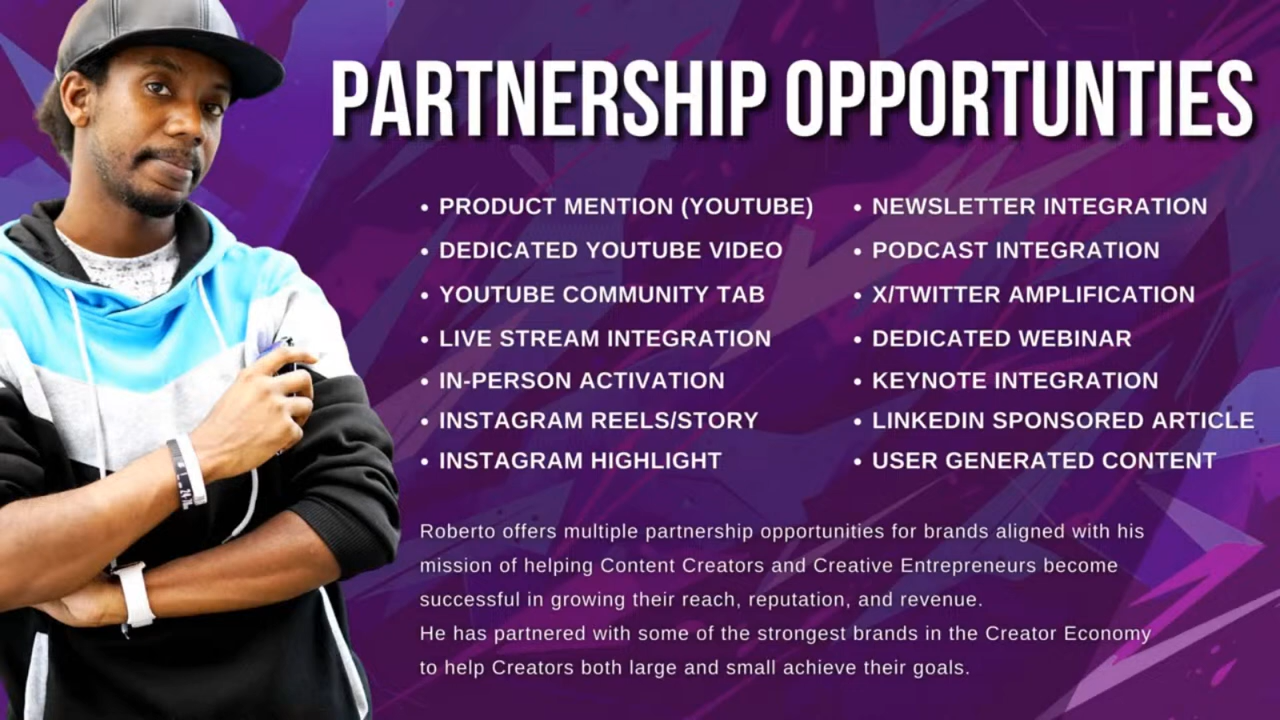 PARTNERSHIP OPPORTUNTIES
• PRODUCT MENTION (YOUTUBE)
• DEDICATED YOUTUBE VIDEO
• YOUTUBE COMMUNITY TAB
• LIVE STREAM INTEGRATION
• IN-PERSON ACTIVATION
• INSTAGRAM REELS/STORY
• INSTAGRAM HIGHLIGHT
• NEWSLETTER INTEGRATION
• PODCAST INTEGRATION
• X/TWITTER AMPLIFICATION
• DEDICATED WEBINAR
• KEYNOTE INTEGRATION
• LINKEDIN SPONSORED ARTICLE
• USER GENERATED CONTENT
Roberto offers multiple partnership opportunities for brands aligned with his
mission of helping Content Creators and Creative Entrepreneurs become
successful in growing their reach, reputation, and revenue.
He has partnered with some of the strongest brands in the Creator Economy
to help Creators both large and small achieve their goals.